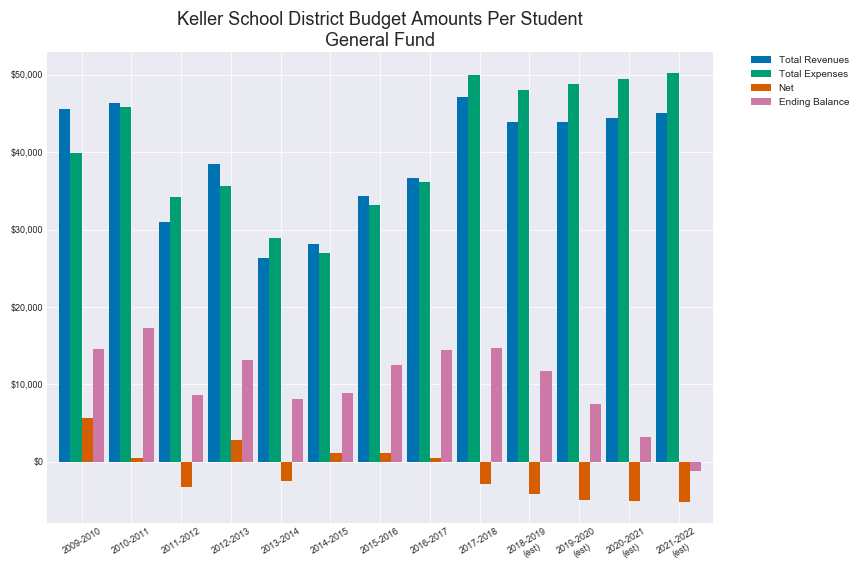 Keller School District Budget Amounts Per Student
General Fund
Total Revenues
Total Expenses
Net
Ending Balance
$50,000
$40,000
$30,000
$20,000
$10,000
$0
2009-2010
2010-2011
2011-2012
2012-2013
2013-2014
2014-2015
2015-2016
2016-2017
2017-2018
2018-2019
(est)
2019-2020
(est)
2020-2021
(est)
2021-2022
(est)